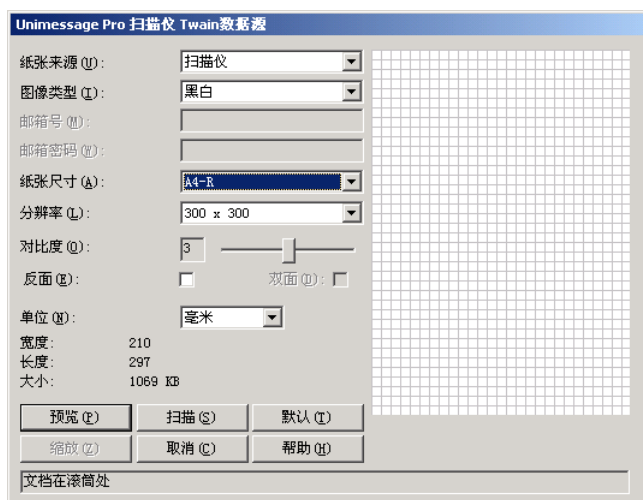 Unimessage Pro 扫描仪 Twain数据源
纸张来源(U): 扫描仪
图像类型(I): 黑白
邮箱号(M):
邮箱密码(W):
纸张尺寸(A): A4-R
分辨率(L): 300 x 300
对比度(O): 3
反面(E): 双面(D):
单位(N): 毫米
宽度: 210
长度: 297
大小: 1069 KB
预览(P) 扫描(S) 默认(T)
缩放(Z) 取消(C) 帮助(H)
文档在滚筒处